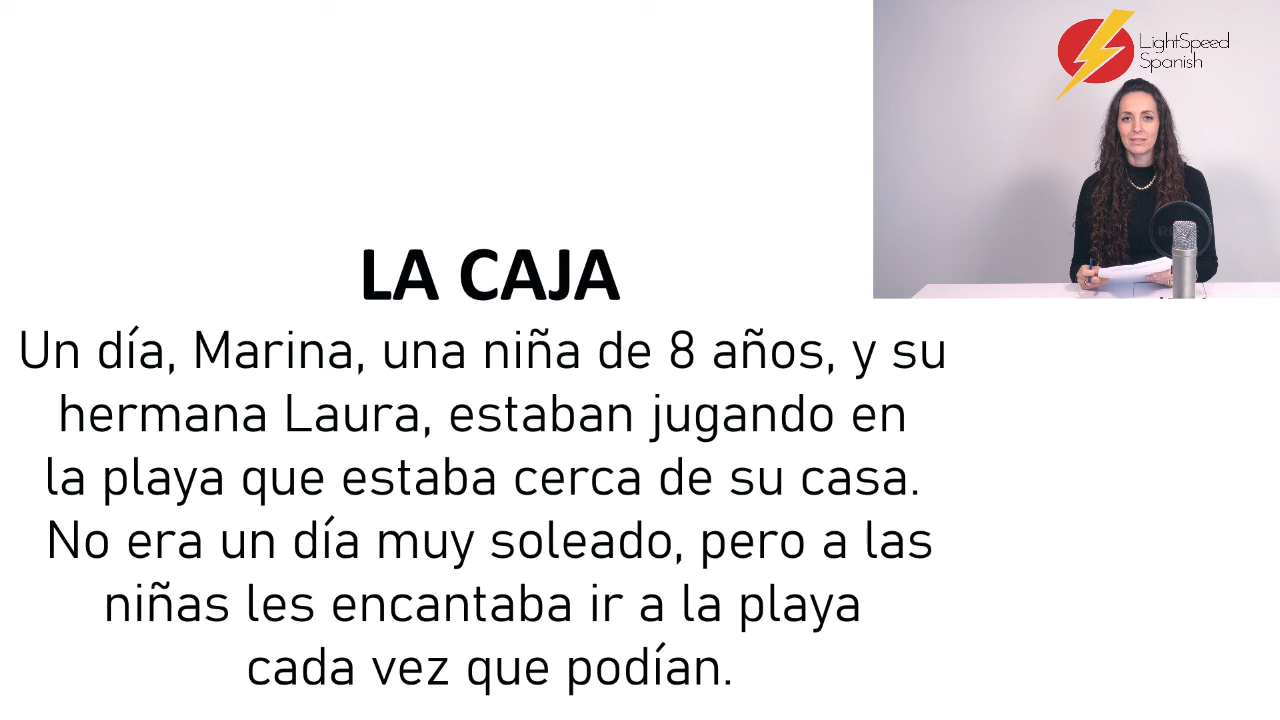 LightSpeed
Spanish
LA CAJA
Un día, Marina, una niña de 8 años, y su
hermana Laura, estaban jugando en
la playa que estaba cerca de su casa.
No era un día muy soleado, pero a las
niñas les encantaba ir a la playa
cada vez que podían.